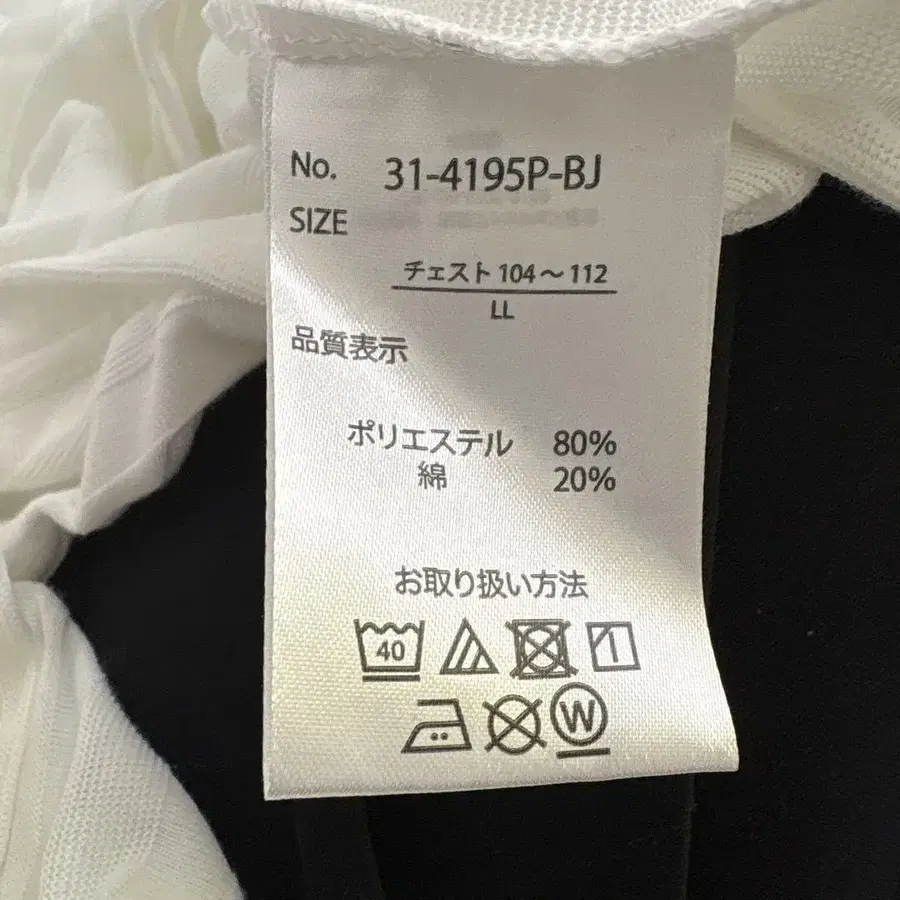 No. 31-4195P-BJ
SIZE
チェスト 104～112
LL
品質表示
ポリエステル 80%
綿 20%
お取り扱い方法
40
W